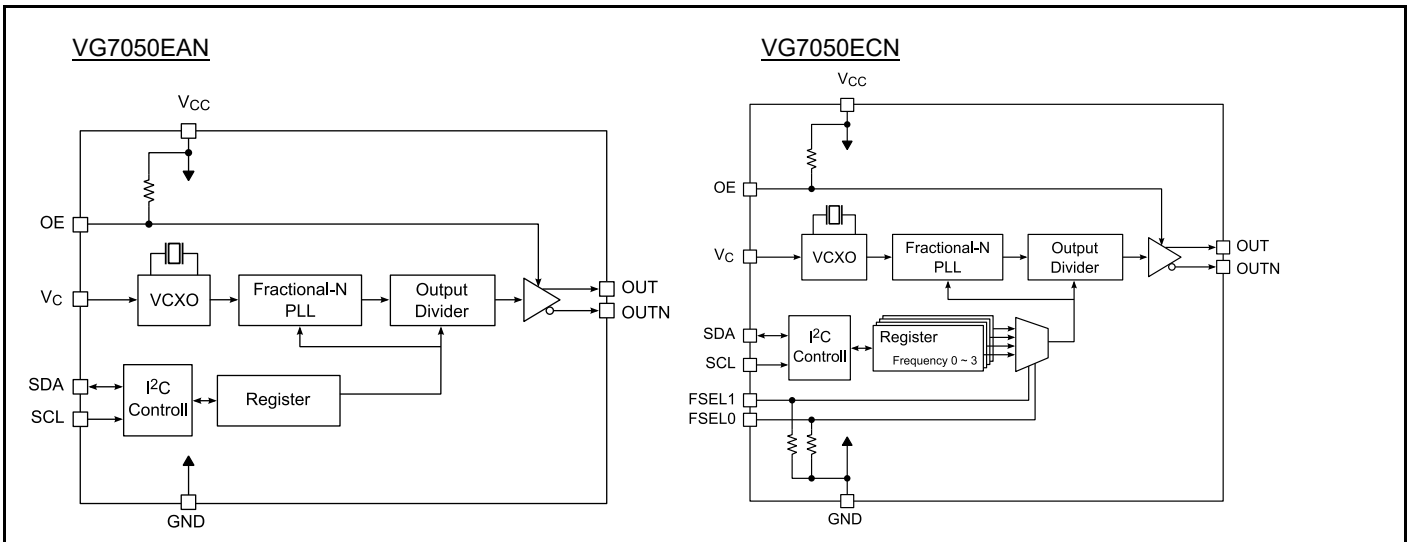 VG7050EAN
VCC
OE
VC
VCXO
Fractional-N
PLL
Output
Divider
OUT
OUTN
SDA
SCL
I2C
Controll
Register
GND
VG7050ECN
VCC
OE
VC
VCXO
Fractional-N
PLL
Output
Divider
OUT
OUTN
SDA
SCL
I2C
Controll
Register
Frequency 0 ~ 3
FSEL1
FSEL0
GND